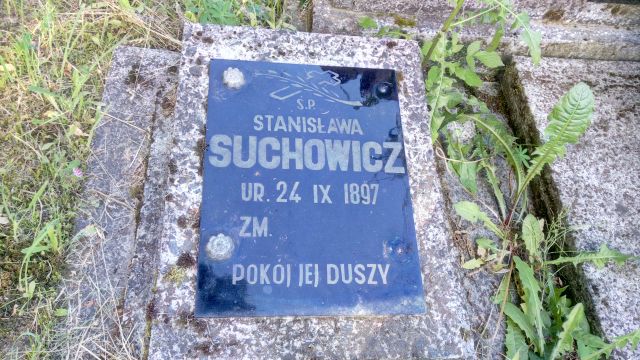 Ś.P.
STANISŁAWA
SUCHOWICZ
UR. 24 IX 1897
ZM.
POKÓJ JEJ DUSZY